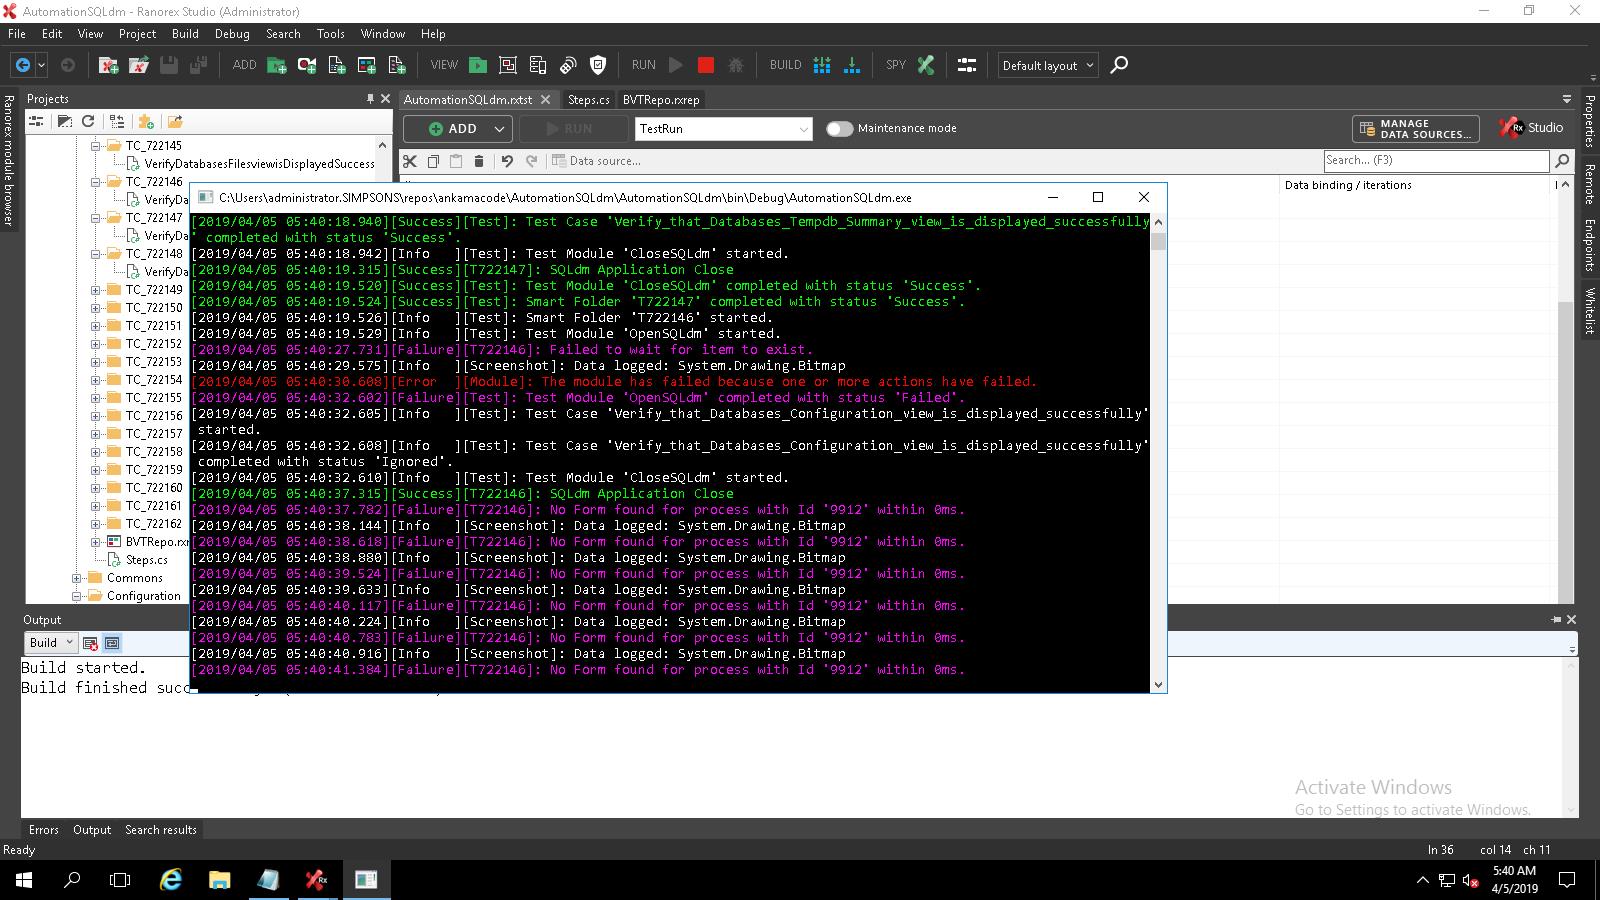 AutomationSQLdm - Ranorex Studio (Administrator)
File Edit View Project Build Debug Search Tools Window Help
ADD VIEW RUN BUILD SPY Default layout
Ranorex module browser
Projects
TC_722145
VerifyDatabasesFilesviewisDisplayedSuccess
TC_722146
VerifyDa
TC_722147
VerifyDa
TC_722148
VerifyDa
TC_722149
TC_722150
TC_722151
TC_722152
TC_722153
TC_722154
TC_722155
TC_722156
TC_722157
TC_722158
TC_722159
TC_722160
TC_722161
TC_722162
BVTRepo.rxr
Steps.cs
Commons
Configuration
AutomationSQLdm.rxtst Steps.cs BVTRepo.rxrep
ADD RUN TestRun Maintenance mode MANAGE DATA SOURCES... Rx Studio
Data source... Search... (F3)
Data binding / iterations
C:\Users\administrator.SIMPSONS\repos\ankamacode\AutomationSQLdm\AutomationSQLdm\bin\Debug\AutomationSQLdm.exe
[2019/04/05 05:40:18.940][Success][Test]: Test Case 'Verify_that_Databases_Tempdb_Summary_view_is_displayed_successfully
' completed with status 'Success'.
[2019/04/05 05:40:18.942][Info   ][Test]: Test Module 'CloseSQLdm' started.
[2019/04/05 05:40:19.315][Success][T722147]: SQLdm Application Close
[2019/04/05 05:40:19.520][Success][Test]: Test Module 'CloseSQLdm' completed with status 'Success'.
[2019/04/05 05:40:19.524][Success][Test]: Smart Folder 'T722147' completed with status 'Success'.
[2019/04/05 05:40:19.526][Info   ][Test]: Smart Folder 'T722146' started.
[2019/04/05 05:40:19.529][Info   ][Test]: Test Module 'OpenSQLdm' started.
[2019/04/05 05:40:27.731][Failure][T722146]: Failed to wait for item to exist.
[2019/04/05 05:40:29.575][Info   ][Screenshot]: Data logged: System.Drawing.Bitmap
[2019/04/05 05:40:30.608][Error  ][Module]: The module has failed because one or more actions have failed.
[2019/04/05 05:40:32.602][Failure][Test]: Test Module 'OpenSQLdm' completed with status 'Failed'.
[2019/04/05 05:40:32.605][Info   ][Test]: Test Case 'Verify_that_Databases_Configuration_view_is_displayed_successfully'
started.
[2019/04/05 05:40:32.608][Info   ][Test]: Test Case 'Verify_that_Databases_Configuration_view_is_displayed_successfully'
completed with status 'Ignored'.
[2019/04/05 05:40:32.610][Info   ][Test]: Test Module 'CloseSQLdm' started.
[2019/04/05 05:40:37.315][Success][T722146]: SQLdm Application Close
[2019/04/05 05:40:37.782][Failure][T722146]: No Form found for process with Id '9912' within 0ms.
[2019/04/05 05:40:38.144][Info   ][Screenshot]: Data logged: System.Drawing.Bitmap
[2019/04/05 05:40:38.618][Failure][T722146]: No Form found for process with Id '9912' within 0ms.
[2019/04/05 05:40:38.880][Info   ][Screenshot]: Data logged: System.Drawing.Bitmap
[2019/04/05 05:40:39.524][Failure][T722146]: No Form found for process with Id '9912' within 0ms.
[2019/04/05 05:40:39.633][Info   ][Screenshot]: Data logged: System.Drawing.Bitmap
[2019/04/05 05:40:40.117][Failure][T722146]: No Form found for process with Id '9912' within 0ms.
[2019/04/05 05:40:40.224][Info   ][Screenshot]: Data logged: System.Drawing.Bitmap
[2019/04/05 05:40:40.783][Failure][T722146]: No Form found for process with Id '9912' within 0ms.
[2019/04/05 05:40:40.916][Info   ][Screenshot]: Data logged: System.Drawing.Bitmap
[2019/04/05 05:40:41.384][Failure][T722146]: No Form found for process with Id '9912' within 0ms.
Properties
Remote
Endpoints
Whitelist
Output
Build
Build started.
Build finished succ
Activate Windows
Go to Settings to activate Windows.
Errors Output Search results
Ready ln 36 col 14 ch 11
5:40 AM
4/5/2019